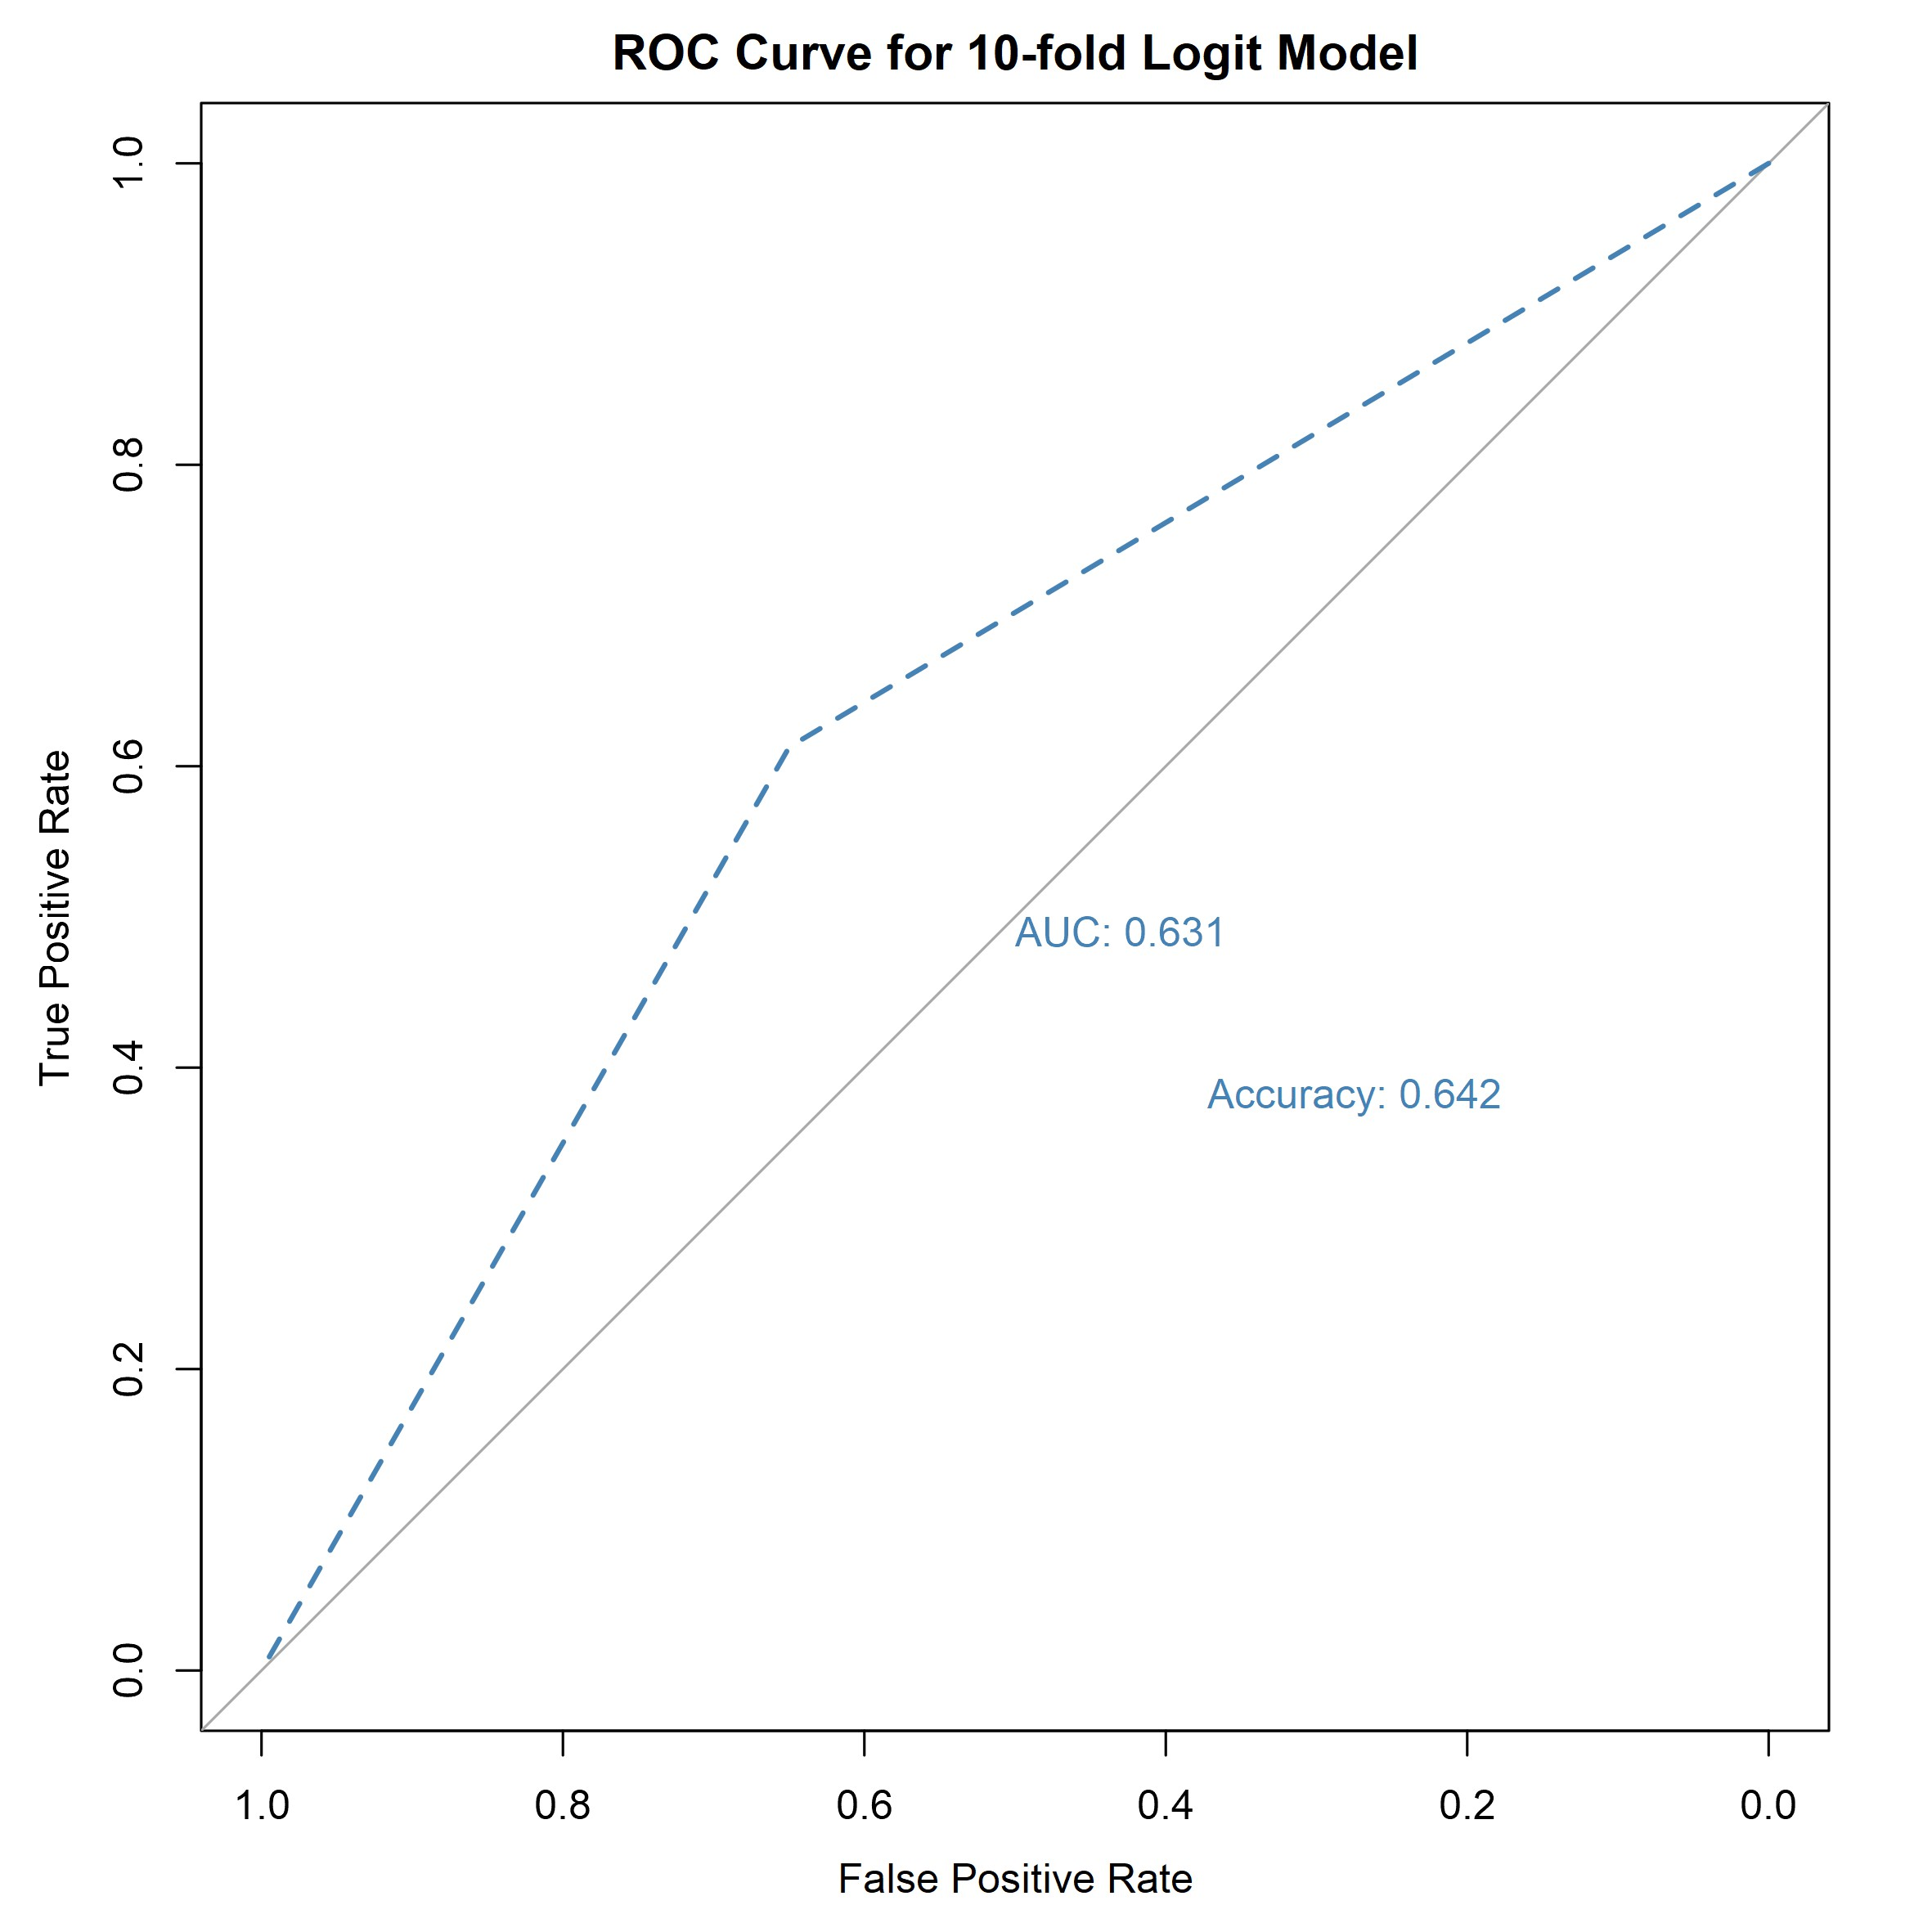 ROC Curve for 10-fold Logit Model
True Positive Rate
1.0
0.8
0.6
0.4
0.2
0.0
AUC: 0.631
Accuracy: 0.642
1.0 0.8 0.6 0.4 0.2 0.0
False Positive Rate